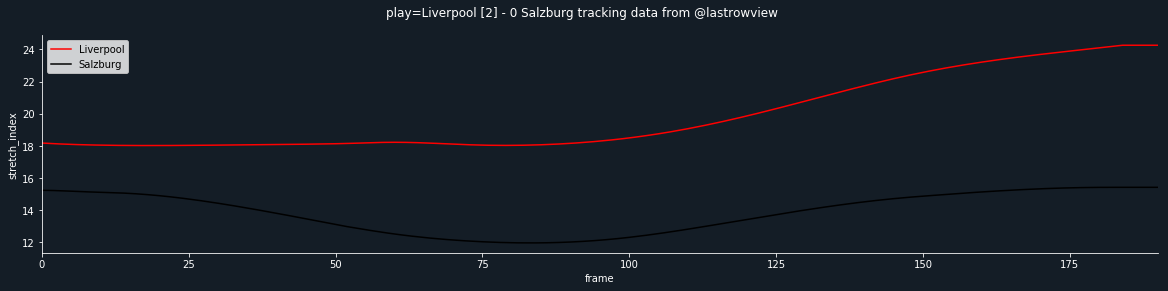 play=Liverpool [2] - 0 Salzburg tracking data from @lastrowview
Liverpool
Salzburg
stretch_index
24
22
20
18
16
14
12
0 25 50 75 100 125 150 175
frame